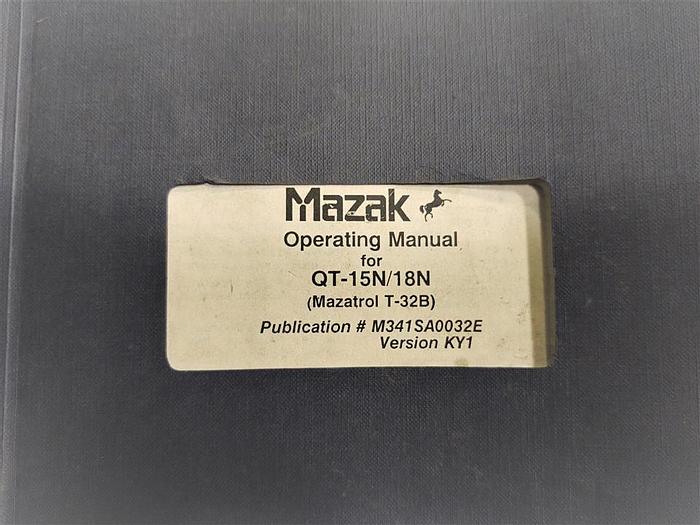 Mazak
Operating Manual
for
QT-15N/18N
(Mazatrol T-32B)
Publication # M341SA0032E
Version KY1